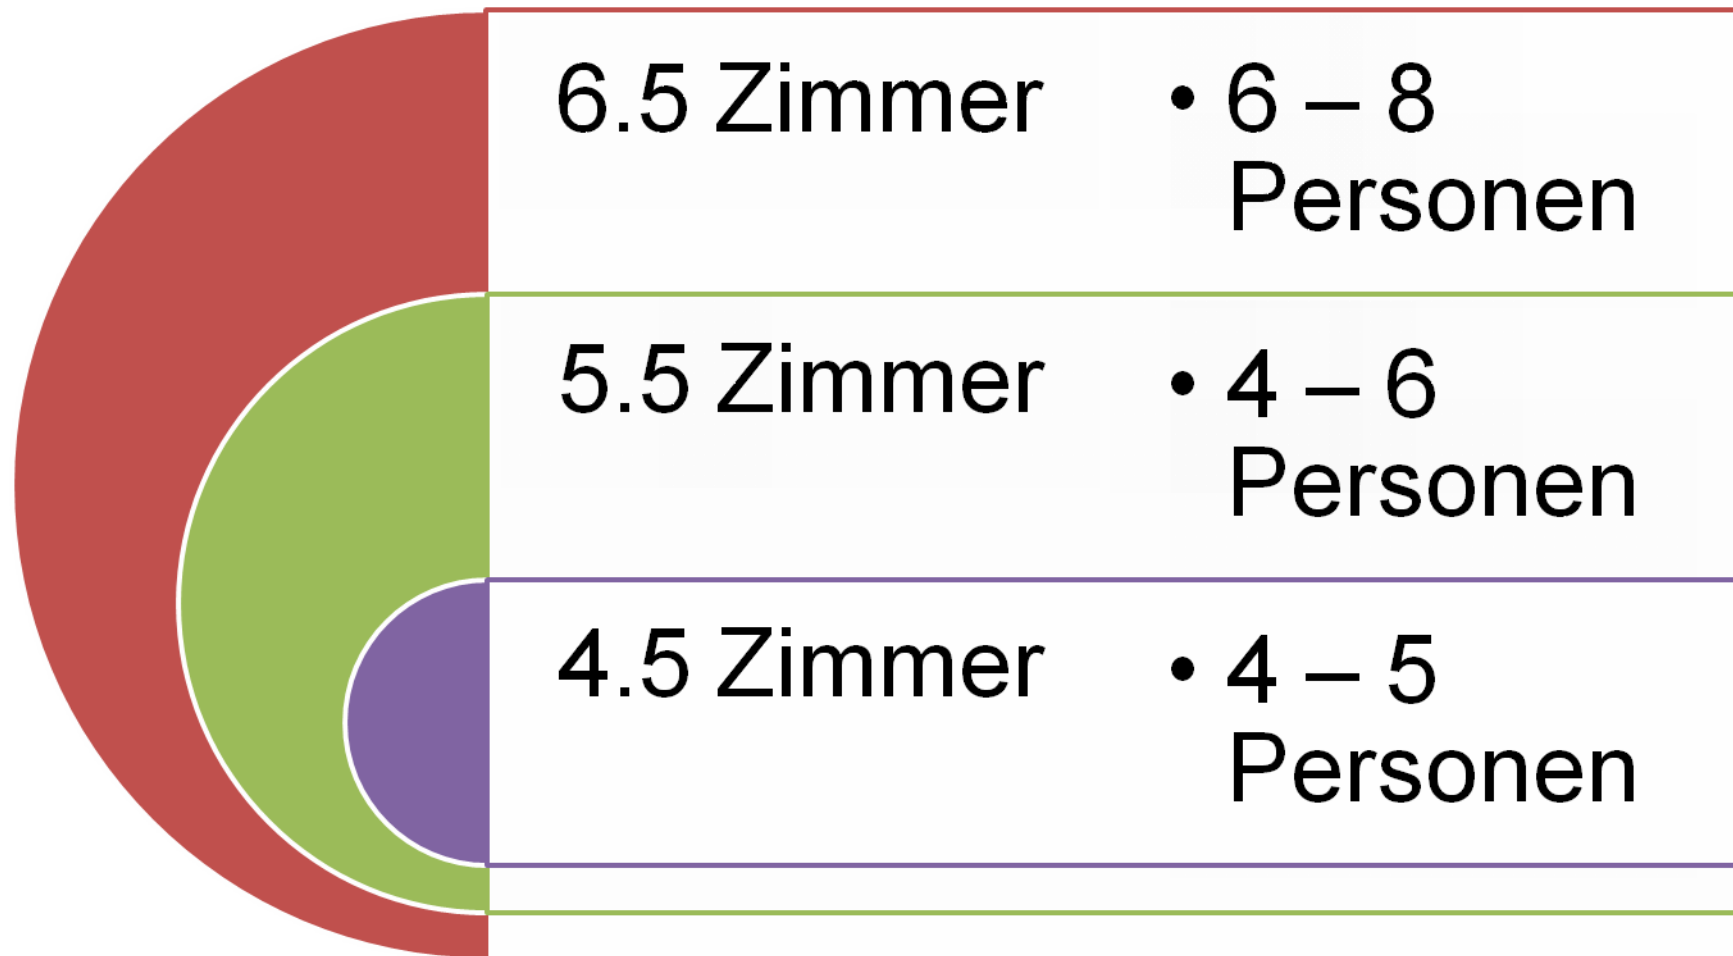 6.5 Zimmer
• 6 – 8
Personen
5.5 Zimmer
• 4 – 6
Personen
4.5 Zimmer
• 4 – 5
Personen